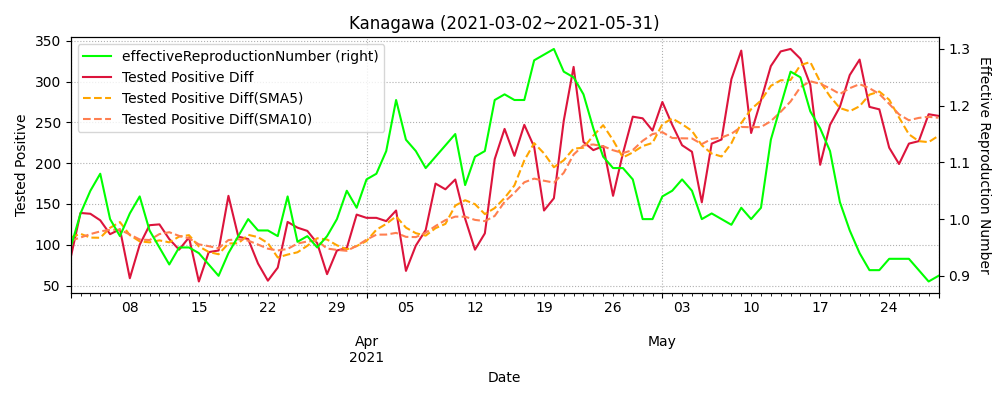 Kanagawa (2021-03-02~2021-05-31)
effectiveReproductionNumber (right)
Tested Positive Diff
Tested Positive Diff(SMA5)
Tested Positive Diff(SMA10)
Tested Positive
350
300
250
200
150
100
50
1.3
1.2
1.1
1.0
0.9
Effective Reproduction Number
08 15 22 29 05 12 19 26 03 10 17 24
Apr May
2021
Date